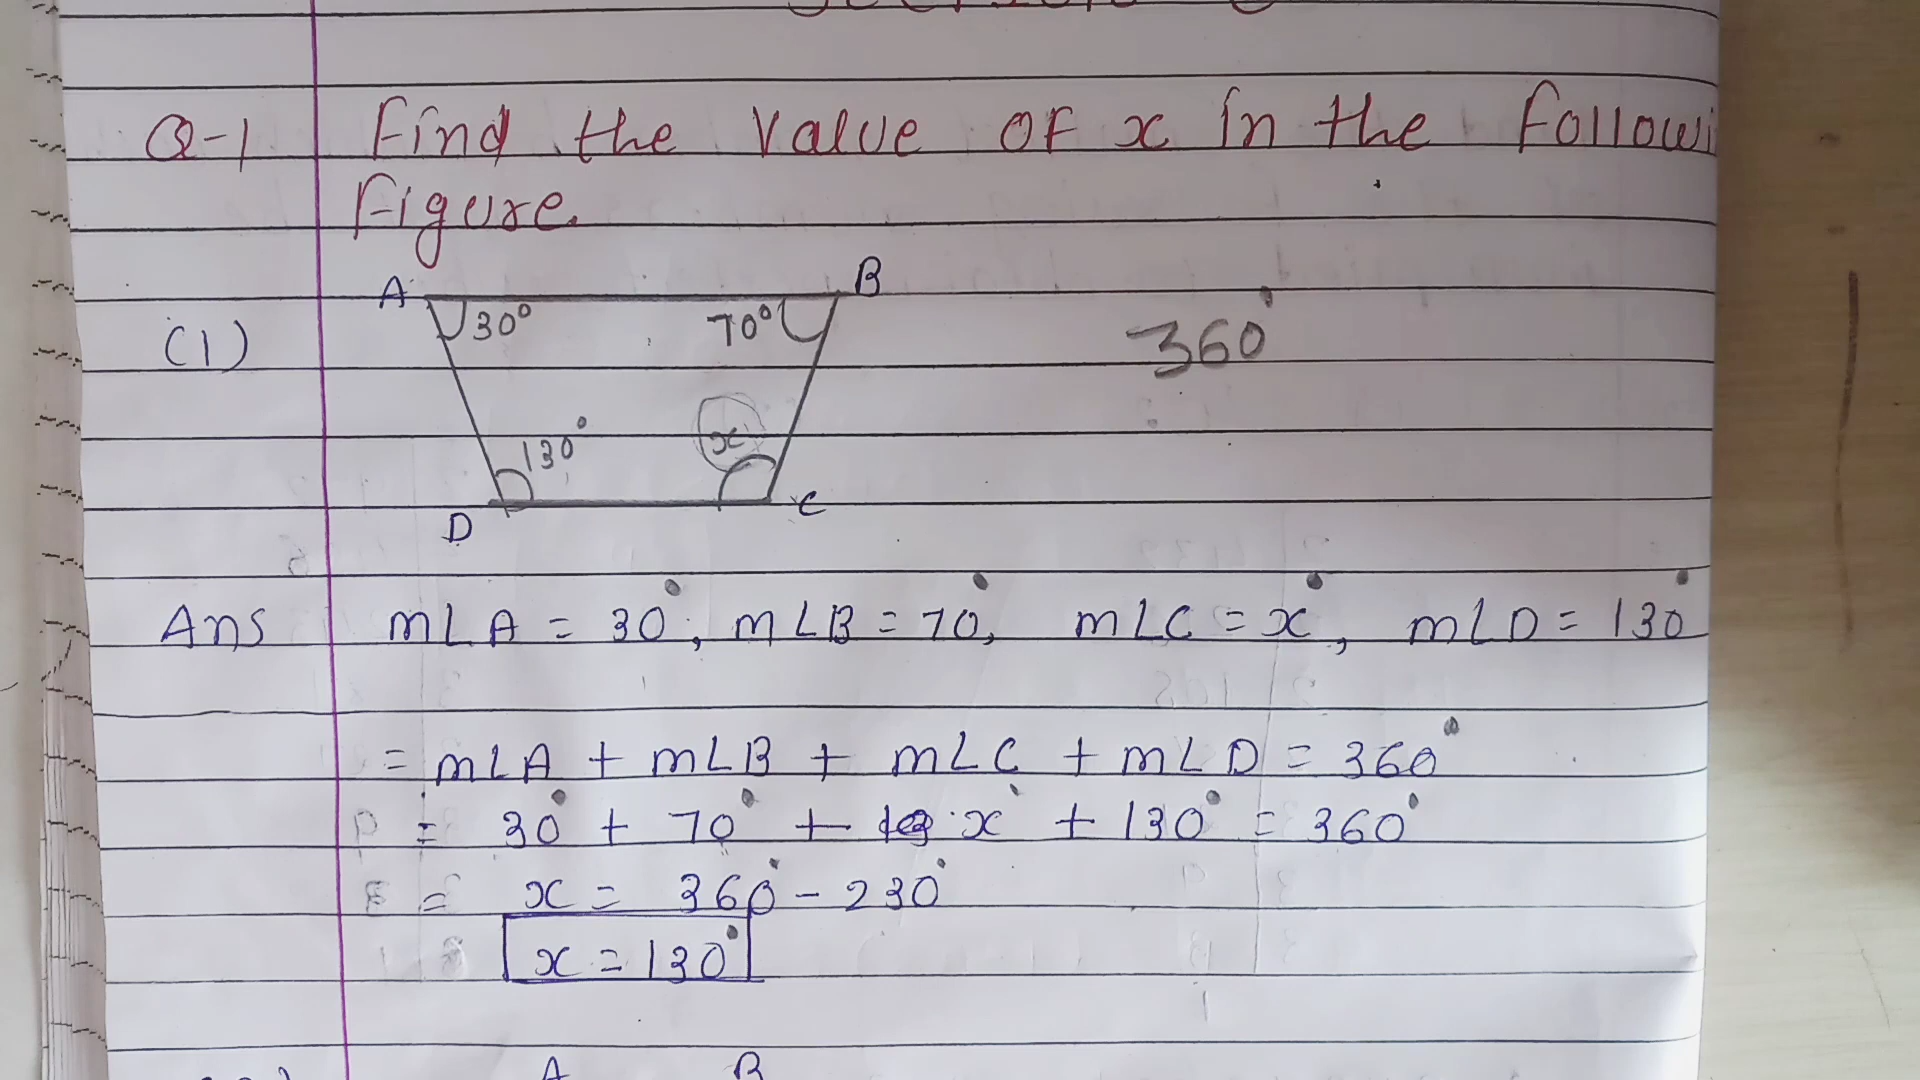 Q-1 Find the Value OF x in the Followi
Figure.
A B
(1) 30° 70° 360°
130° x
D C
Ans m∠A = 30°, m∠B = 70°, m∠C = x°, m∠D = 130°
= m∠A + m∠B + m∠C + m∠D = 360°
= 30° + 70° + x° + 130° = 360°
= x = 360° - 230°
x = 130°
A B